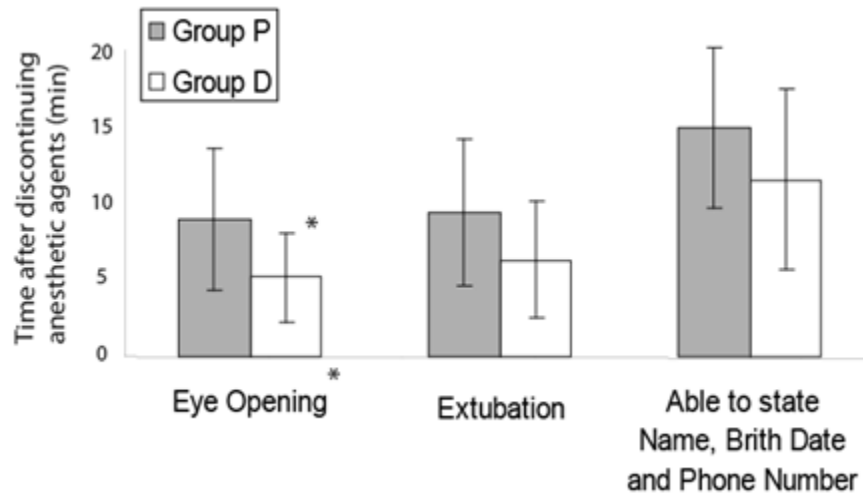 Group P
Group D
Time after discontinuing
anesthetic agents (min)
20
15
10
5
0
*
*
Eye Opening
Extubation
Able to state
Name, Brith Date
and Phone Number